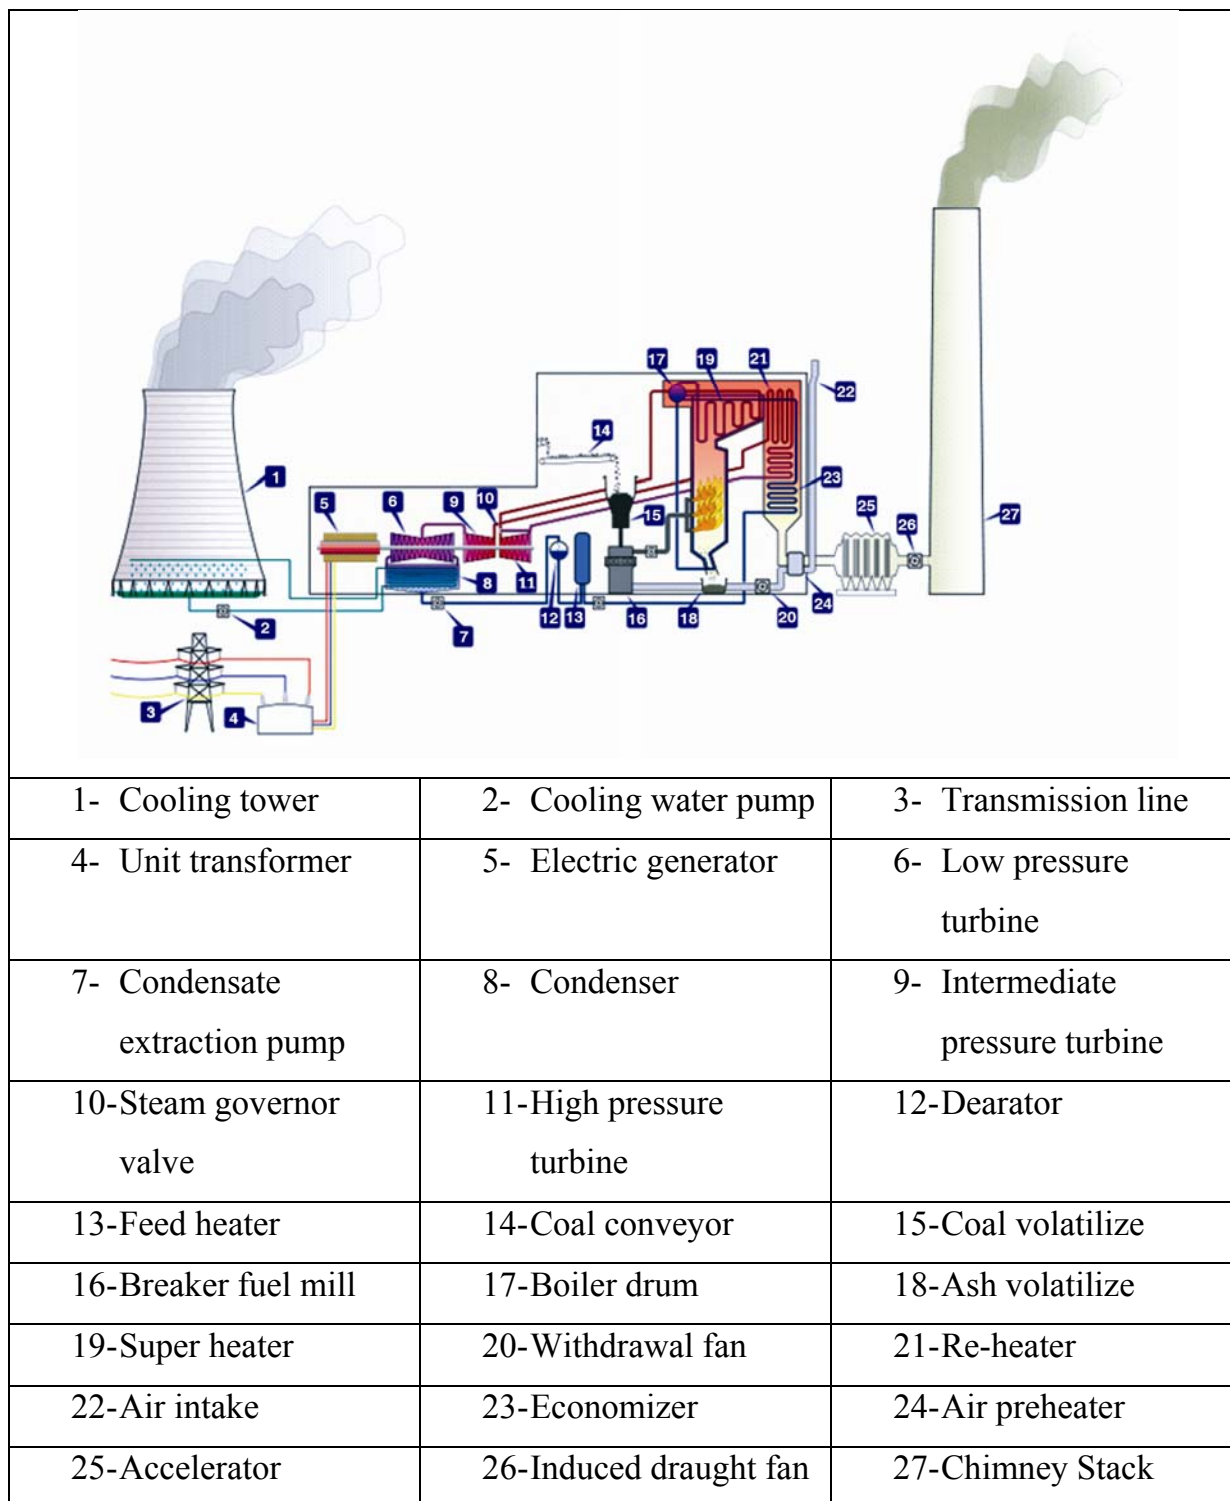 17
19
21
22
14
1
10
5
6
9
23
25
15
26
27
11
8
2
7
12
13
16
18
20
24
3
4
1- Cooling tower
2- Cooling water pump
3- Transmission line
4- Unit transformer
5- Electric generator
6- Low pressure
turbine
7- Condensate
extraction pump
8- Condenser
9- Intermediate
pressure turbine
10-Steam governor
valve
11-High pressure
turbine
12-Dearator
13-Feed heater
14-Coal conveyor
15-Coal volatilize
16-Breaker fuel mill
17-Boiler drum
18-Ash volatilize
19-Super heater
20-Withdrawal fan
21-Re-heater
22-Air intake
23-Economizer
24-Air preheater
25-Accelerator
26-Induced draught fan
27-Chimney Stack